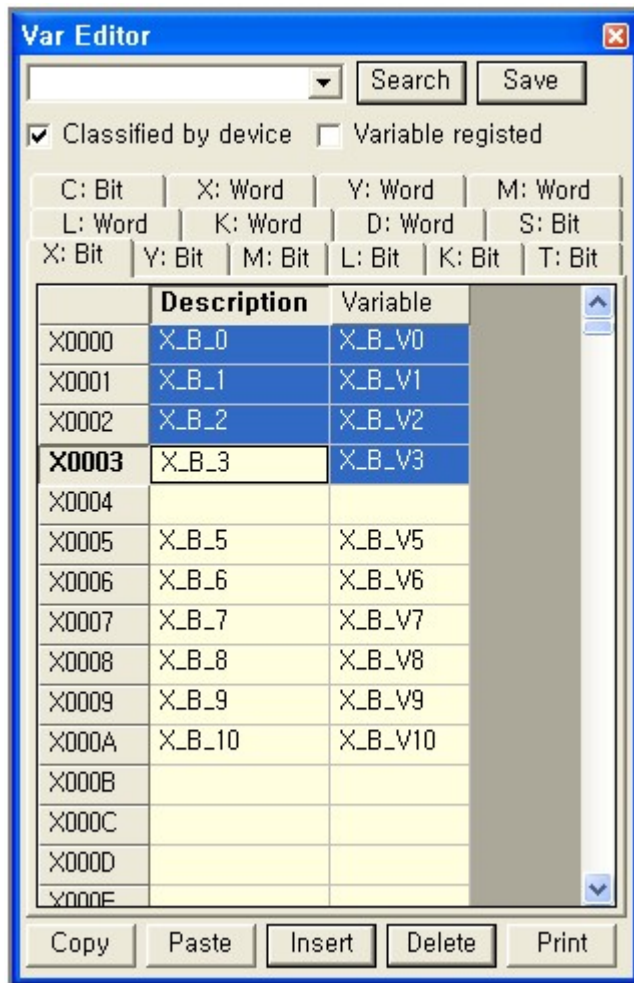 Var Editor
Search Save
Classified by device Variable registed
C: Bit X: Word Y: Word M: Word
L: Word K: Word D: Word S: Bit
X: Bit Y: Bit M: Bit L: Bit K: Bit T: Bit
Description Variable
X0000 X_B_0 X_B_V0
X0001 X_B_1 X_B_V1
X0002 X_B_2 X_B_V2
X0003 X_B_3 X_B_V3
X0004
X0005 X_B_5 X_B_V5
X0006 X_B_6 X_B_V6
X0007 X_B_7 X_B_V7
X0008 X_B_8 X_B_V8
X0009 X_B_9 X_B_V9
X000A X_B_10 X_B_V10
X000B
X000C
X000D
X000E
Copy Paste Insert Delete Print